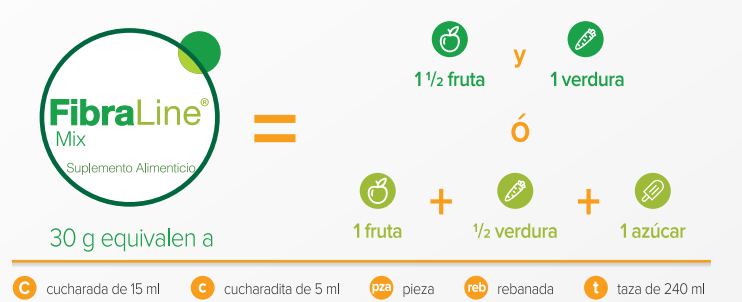 FibraLine®
Mix
Suplemento Alimenticio
30 g equivalen a
=
1 ½ fruta y 1 verdura
ó
1 fruta + ½ verdura + 1 azúcar
C cucharada de 15 ml c cucharadita de 5 ml pza pieza reb rebanada t taza de 240 ml